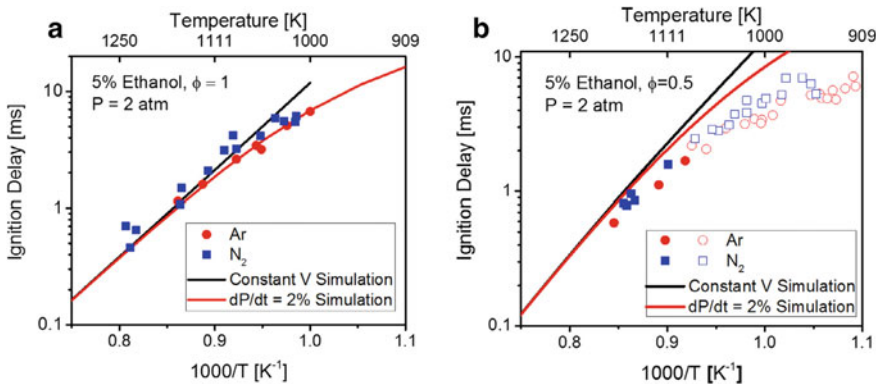 a
Temperature [K]
1250 1111 1000 909
10
1
0.1
Ignition Delay [ms]
5% Ethanol, ϕ = 1
P = 2 atm
Ar
N₂
Constant V Simulation
dP/dt = 2% Simulation
0.8 0.9 1.0 1.1
1000/T [K⁻¹]
b
Temperature [K]
1250 1111 1000 909
10
1
0.1
Ignition Delay [ms]
5% Ethanol, ϕ=0.5
P = 2 atm
Ar
N₂
Constant V Simulation
dP/dt = 2% Simulation
0.8 0.9 1.0 1.1
1000/T [K⁻¹]